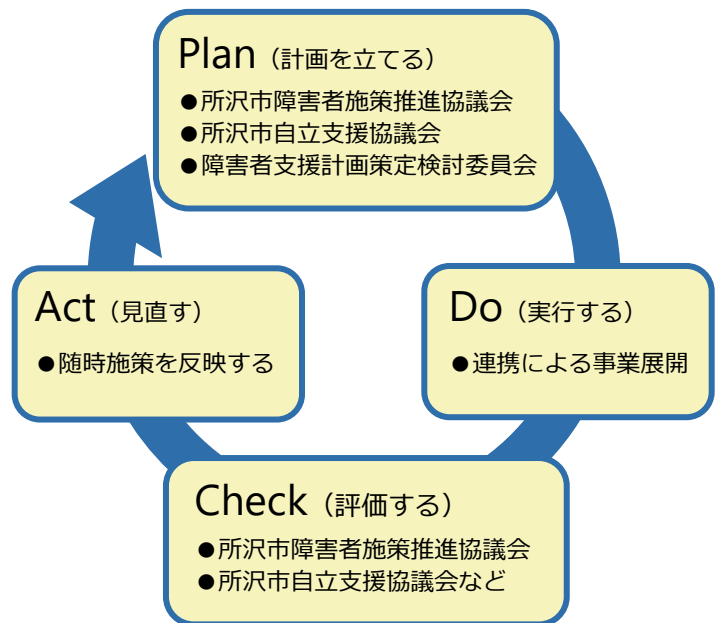 Plan（計画を立てる）
●所沢市障害者施策推進協議会
●所沢市自立支援協議会
●障害者支援計画策定検討委員会
Do（実行する）
●連携による事業展開
Check（評価する）
●所沢市障害者施策推進協議会
●所沢市自立支援協議会など
Act（見直す）
●随時施策を反映する